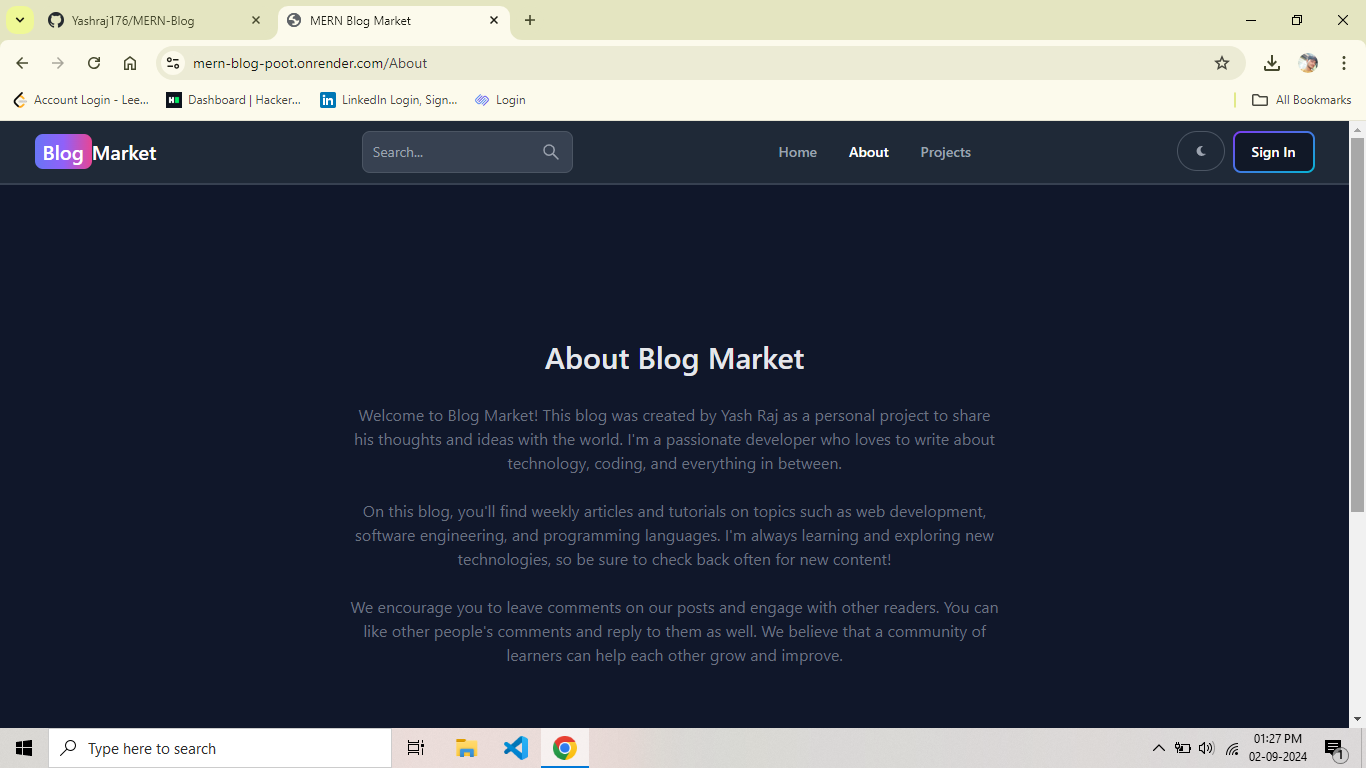 Yashraj176/MERN-Blog
MERN Blog Market
mern-blog-poot.onrender.com/About
Account Login - Lee...
Dashboard | Hacker...
LinkedIn Login, Sign...
Login
All Bookmarks
Blog Market
Search...
Home
About
Projects
Sign In
About Blog Market
Welcome to Blog Market! This blog was created by Yash Raj as a personal project to share
his thoughts and ideas with the world. I'm a passionate developer who loves to write about
technology, coding, and everything in between.
On this blog, you'll find weekly articles and tutorials on topics such as web development,
software engineering, and programming languages. I'm always learning and exploring new
technologies, so be sure to check back often for new content!
We encourage you to leave comments on our posts and engage with other readers. You can
like other people's comments and reply to them as well. We believe that a community of
learners can help each other grow and improve.
Type here to search
01:27 PM
02-09-2024
1